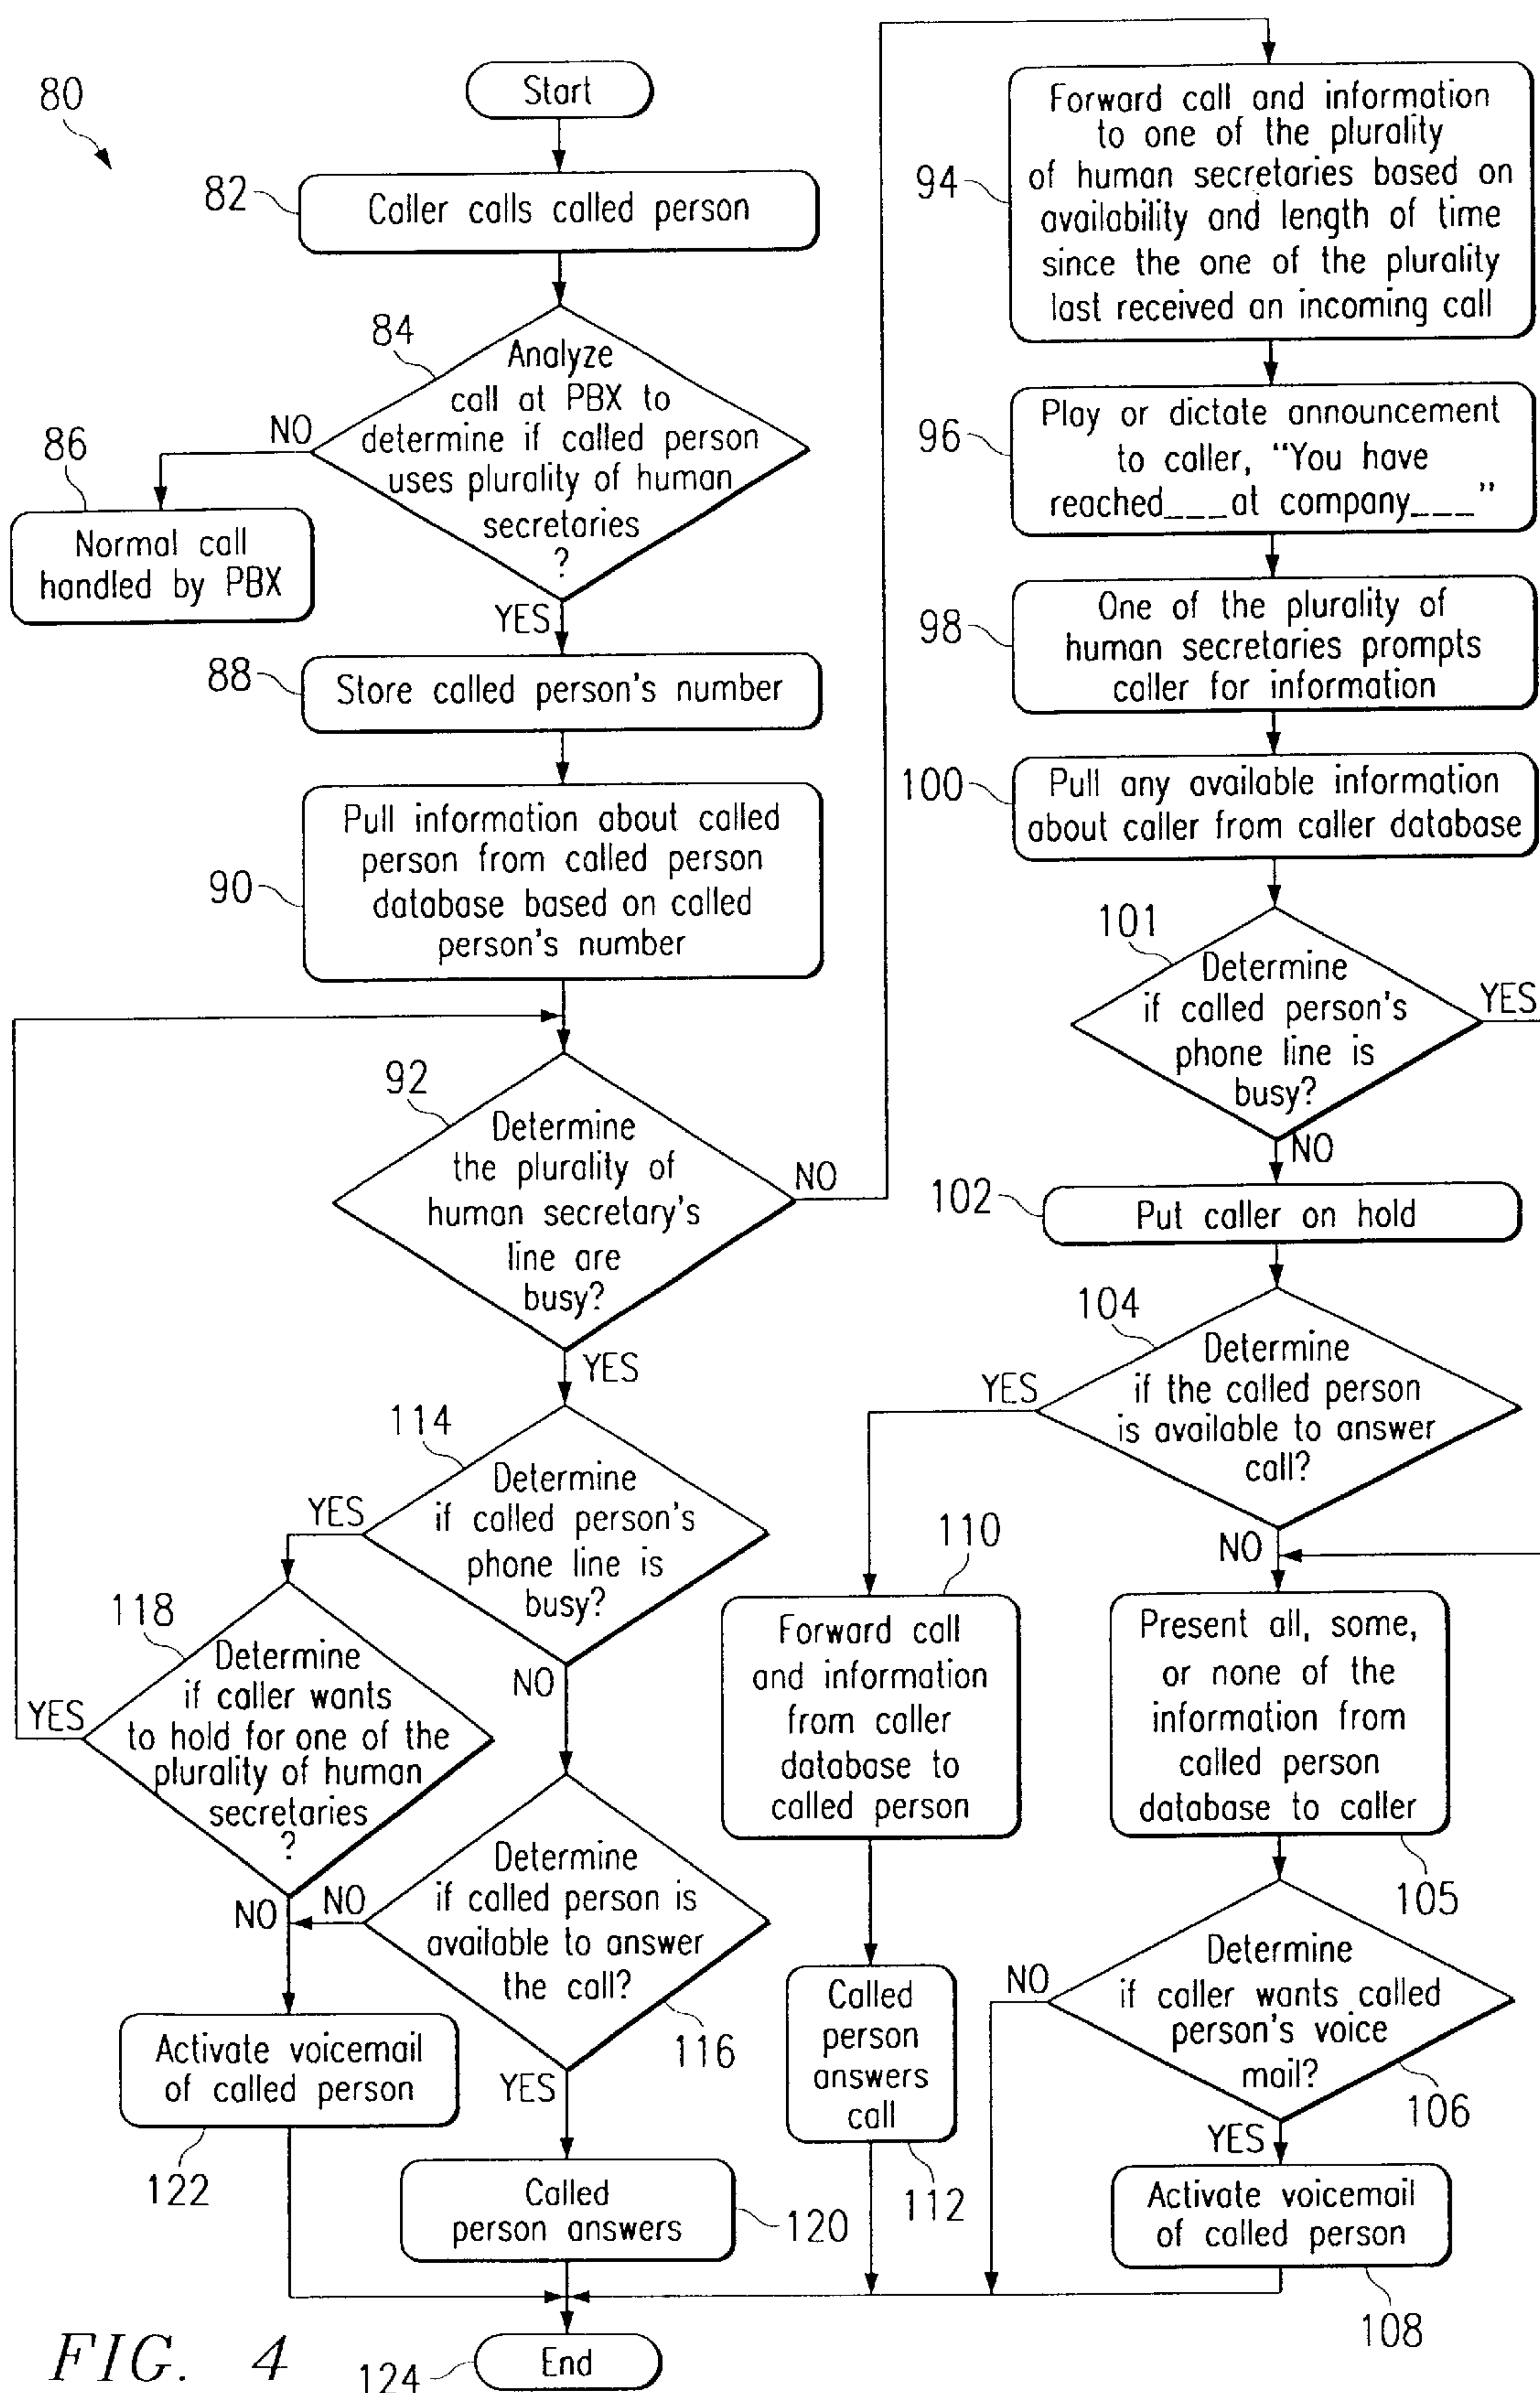 80
Start
82
Caller calls called person
84
Analyze
call at PBX to
determine if called person
uses plurality of human
secretaries
?
NO
86
Normal call
handled by PBX
YES
88
Store called person's number
90
Pull information about called
person from called person
database based on called
person's number
92
Determine
the plurality of
human secretary's
line are
busy?
NO
YES
114
Determine
if called person's
phone line is
busy?
YES
NO
118
Determine
if caller wants
to hold for one of the
plurality of human
secretaries
?
YES
NO
Determine
if called person is
available to answer
the call?
116
NO
YES
Activate voicemail
of called person
122
Called
person answers
120
94
Forward call and information
to one of the plurality
of human secretaries based on
availability and length of time
since the one of the plurality
last received an incoming call
96
Play or dictate announcement
to caller, "You have
reached___at company___"
98
One of the plurality of
human secretaries prompts
caller for information
100
Pull any available information
about caller from caller database
101
Determine
if called person's
phone line is
busy?
YES
NO
102
Put caller on hold
104
Determine
if the called person
is available to answer
call?
YES
NO
110
Forward call
and information
from caller
database to
called person
Called
person
answers
call
112
Present all, some,
or none of the
information from
called person
database to caller
105
Determine
if caller wants called
person's voice
mail?
106
NO
YES
Activate voicemail
of called person
108
124
End
FIG. 4